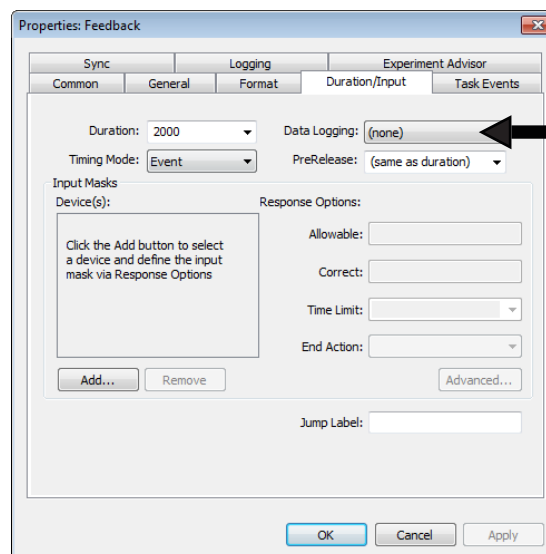 Properties: Feedback
Sync Logging Experiment Advisor
Common General Format Duration/Input Task Events
Duration: 2000 Data Logging: (none)
Timing Mode: Event PreRelease: (same as duration)
Input Masks
Device(s): Response Options:
Click the Add button to select
a device and define the input
mask via Response Options
Allowable:
Correct:
Time Limit:
End Action:
Add... Remove Advanced...
Jump Label:
OK Cancel Apply